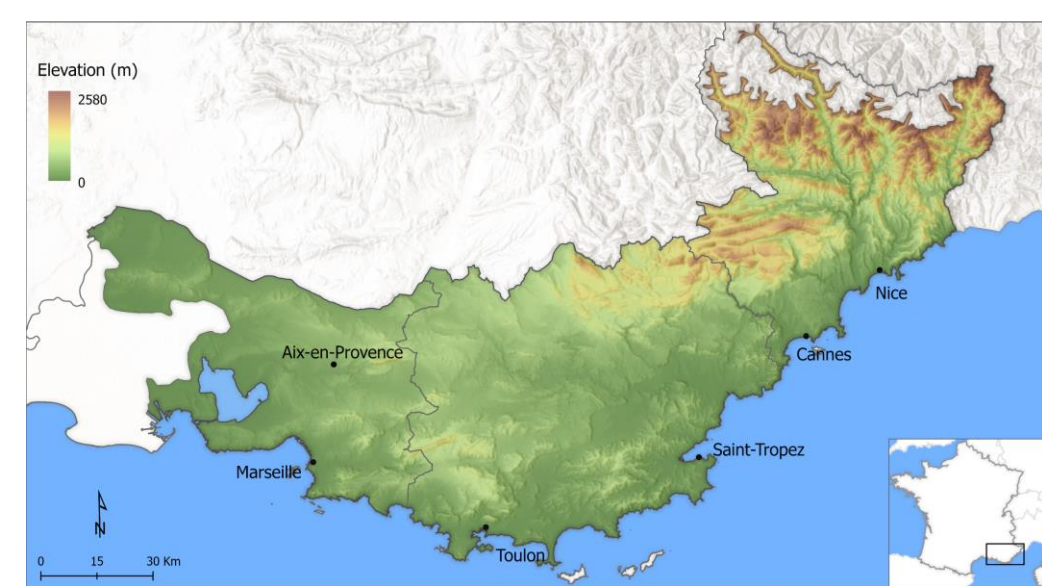 Elevation (m)
2580
0
Nice
Aix-en-Provence
Cannes
Saint-Tropez
Marseille
N
Toulon
0 15 30 Km